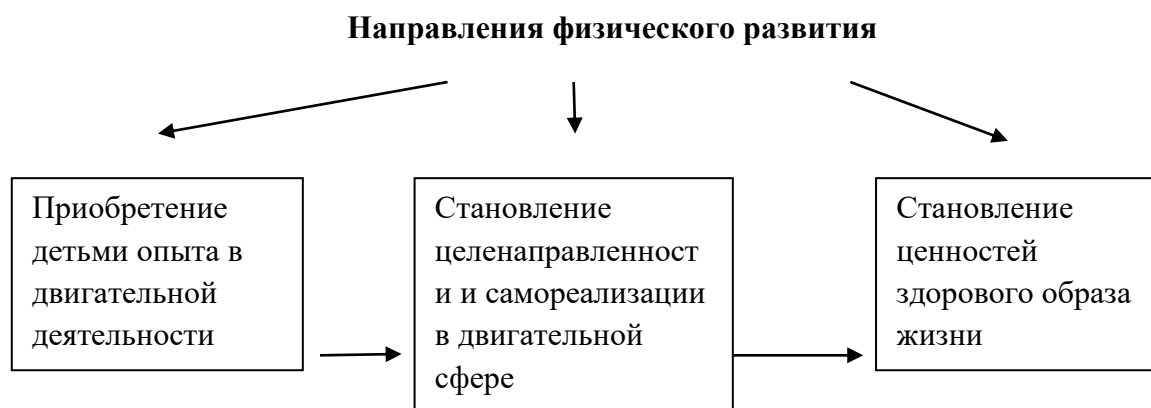 Направления физического развития
Приобретение
детьми опыта в
двигательной
деятельности
Становление
целенаправленност
и и самореализации
в двигательной
сфере
Становление
ценностей
здорового образа
жизни